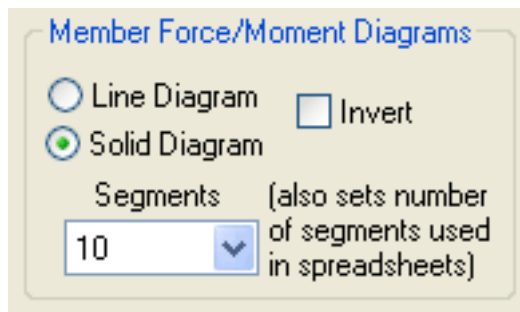 Member Force/Moment Diagrams
Line Diagram
Invert
Solid Diagram
Segments
(also sets number
of segments used
in spreadsheets)
10